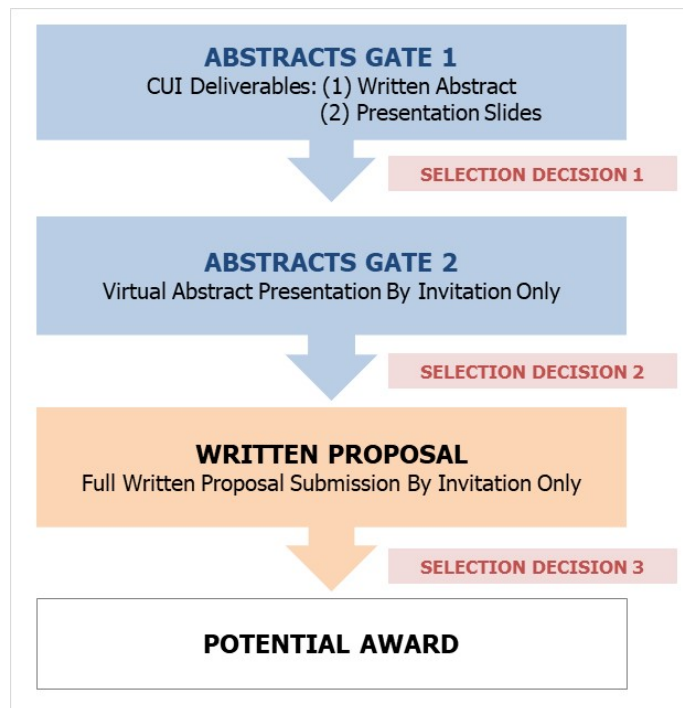 ABSTRACTS GATE 1
CUI Deliverables: (1) Written Abstract
(2) Presentation Slides
SELECTION DECISION 1
ABSTRACTS GATE 2
Virtual Abstract Presentation By Invitation Only
SELECTION DECISION 2
WRITTEN PROPOSAL
Full Written Proposal Submission By Invitation Only
SELECTION DECISION 3
POTENTIAL AWARD